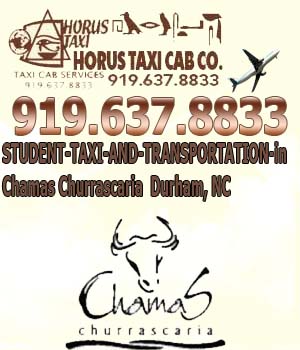 HORUS
TAXI
TAXI CAB SERVICES
919.637.8833
HORUS TAXI CAB CO.
919.637.8833
919.637.8833
STUDENT-TAXI-AND-TRANSPORTATION-in
Chamas Churrascaria Durham, NC
ChamaS
churrascaria